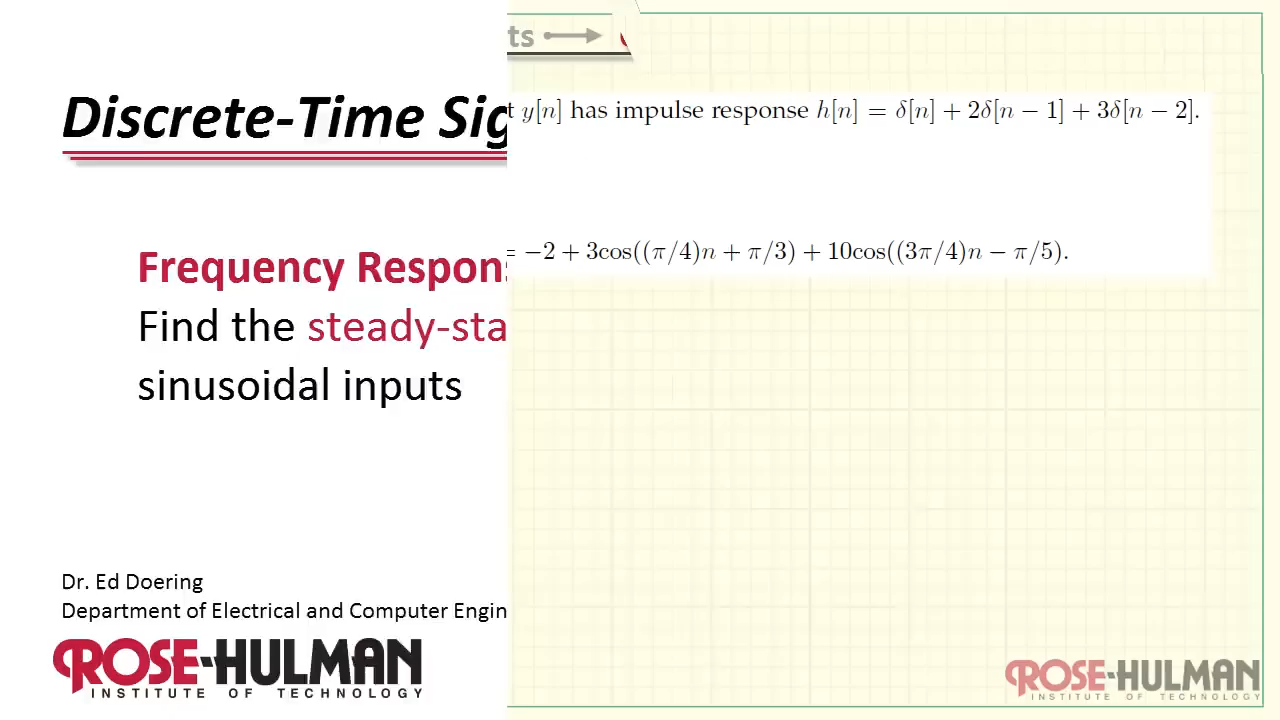 ts
t y[n] has impulse response h[n] = δ[n] + 2δ[n − 1] + 3δ[n − 2].
Discrete-Time Sig
= −2 + 3cos((π/4)n + π/3) + 10cos((3π/4)n − π/5).
Frequency Respons
Find the steady-sta
sinusoidal inputs
Dr. Ed Doering
Department of Electrical and Computer Engin
ROSE-HULMAN
INSTITUTE OF TECHNOLOGY
ROSE-HULMAN
INSTITUTE OF TECHNOLOGY